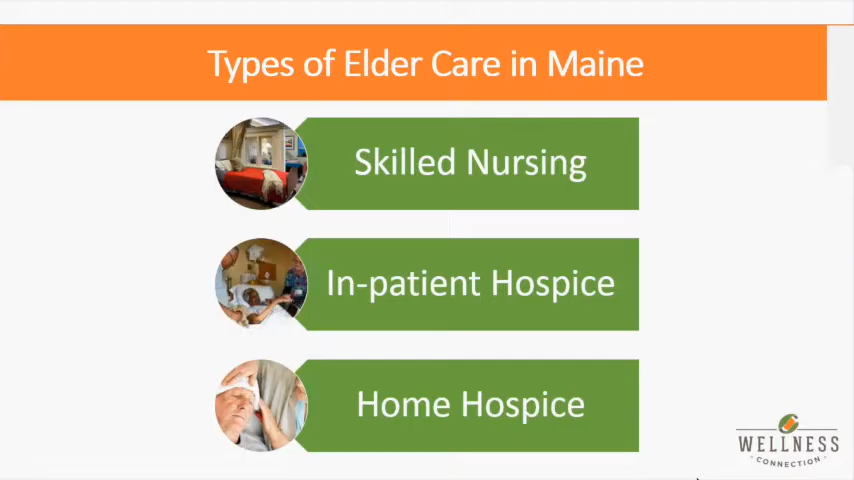 Types of Elder Care in Maine
Skilled Nursing
In-patient Hospice
Home Hospice
WELLNESS
CONNECTION